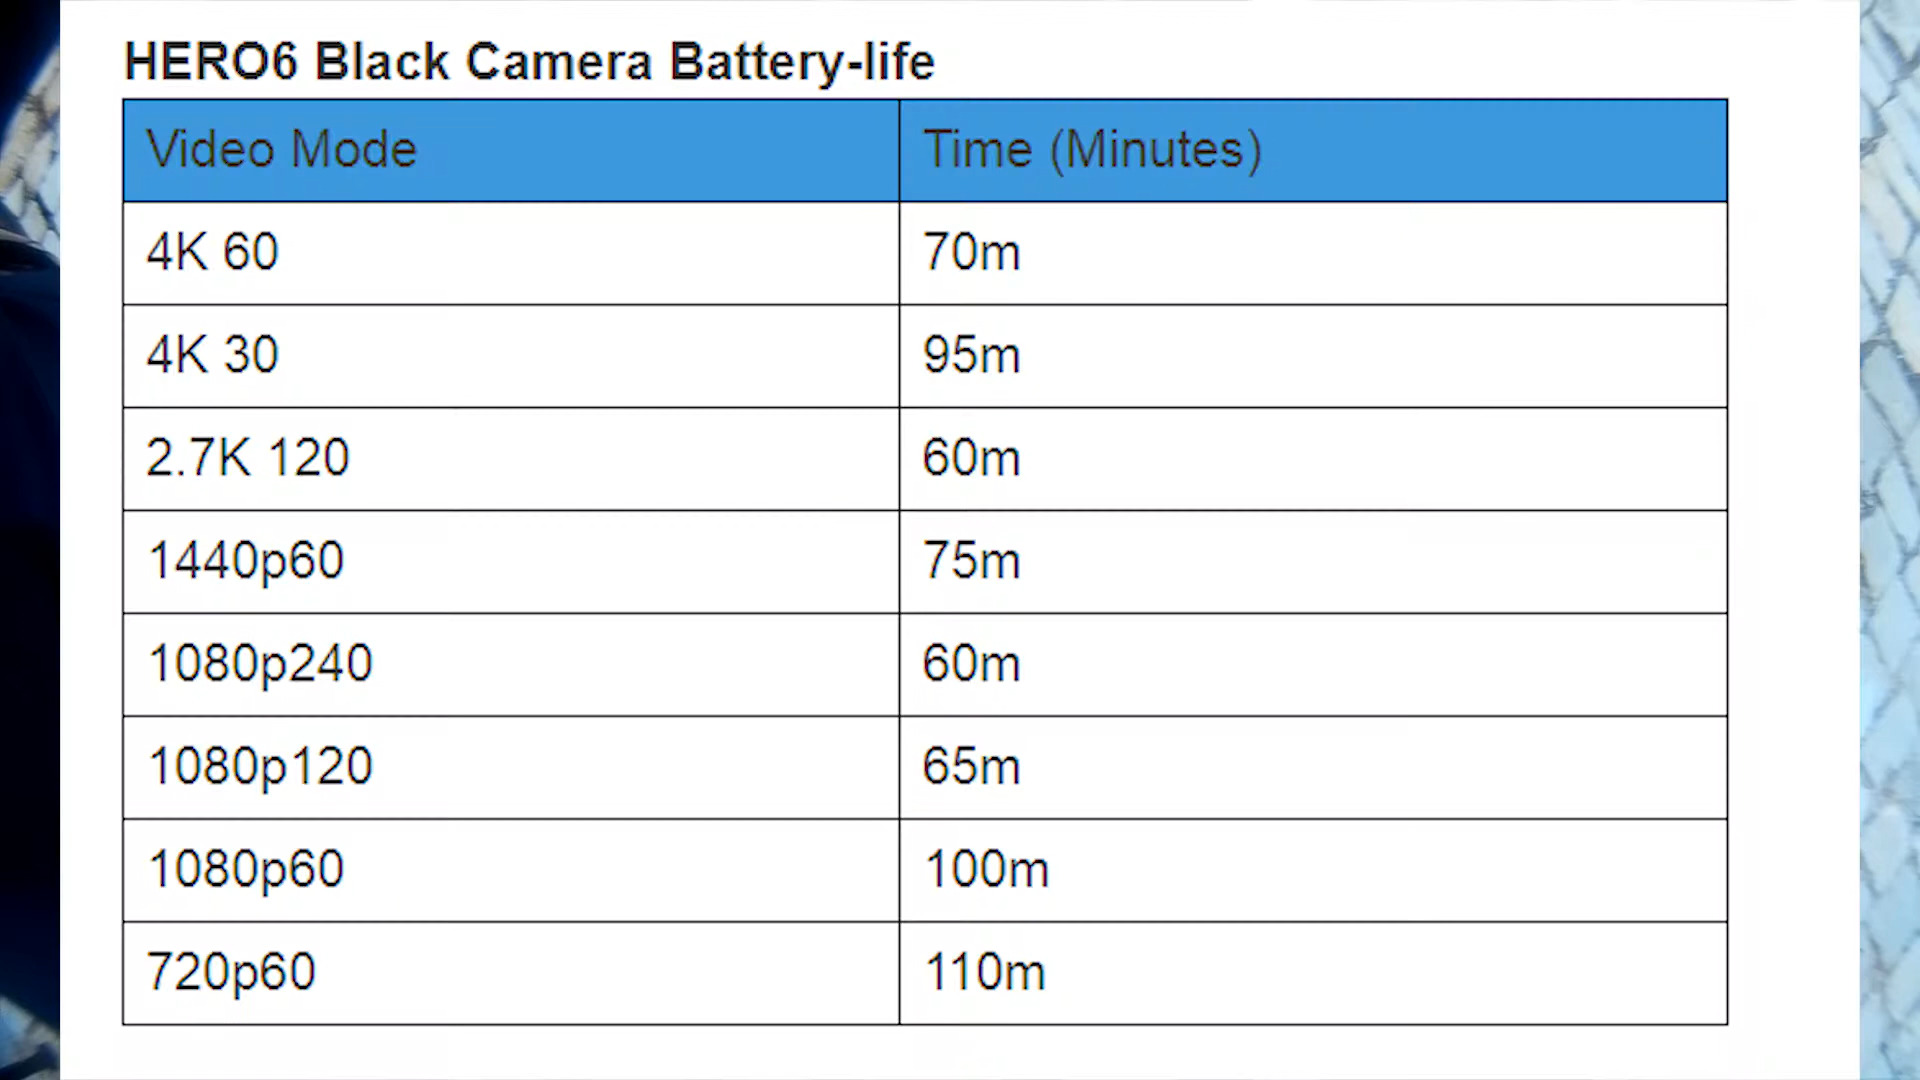 HERO6 Black Camera Battery-life
Video Mode Time (Minutes)
4K 60 70m
4K 30 95m
2.7K 120 60m
1440p60 75m
1080p240 60m
1080p120 65m
1080p60 100m
720p60 110m